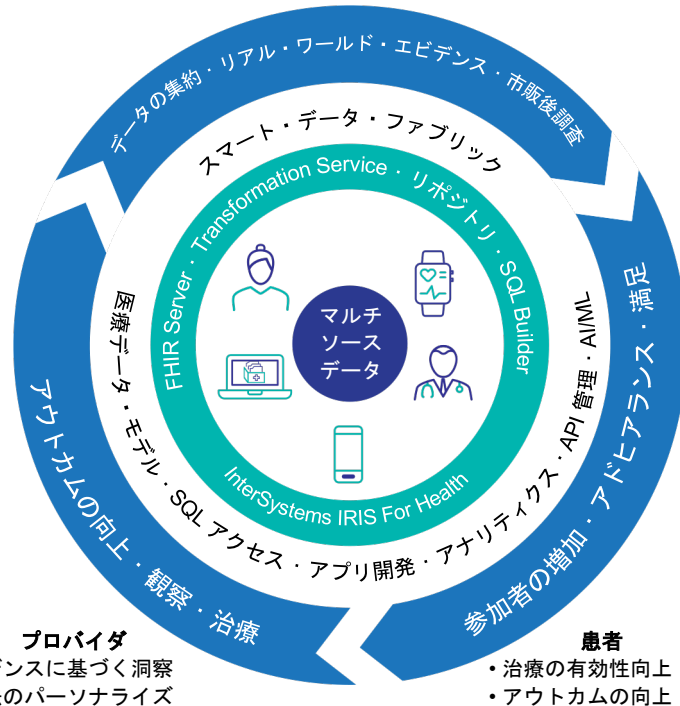 データの集約・リアル・ワールド・エビデンス・市販後調査
スマート・データ・ファブリック
FHIR Server・Transformation Service・リポジトリ・SQL Builder
マルチ
ソース
データ
InterSystems IRIS For Health
医療データ・モデル・SQL アクセス・アプリ開発・アナリティクス・API 管理・AI/ML
参加者の増加・アドヒアランス・満足
アウトカムの向上・観察・治療
プロバイダ
デンスに基づく洞察
のパーソナライズ
患者
・治療の有効性向上
・アウトカムの向上